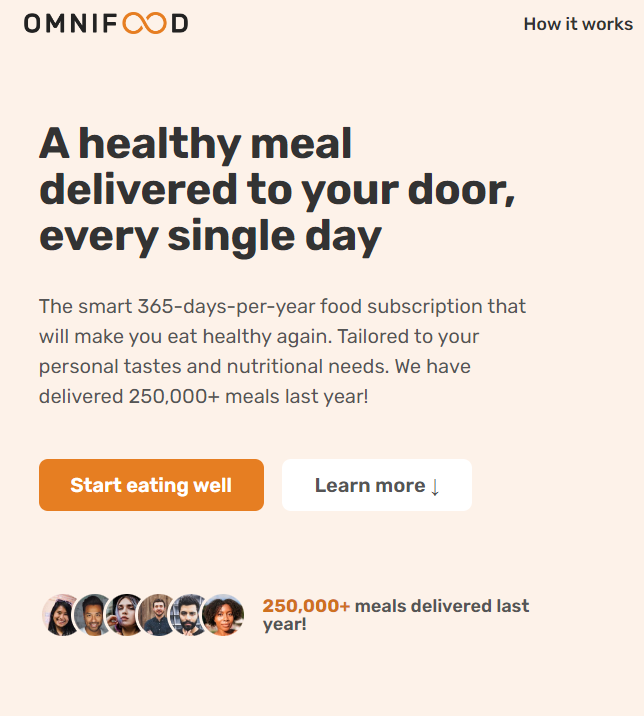 OMNIFOOD
How it works
A healthy meal
delivered to your door,
every single day
The smart 365-days-per-year food subscription that
will make you eat healthy again. Tailored to your
personal tastes and nutritional needs. We have
delivered 250,000+ meals last year!
Start eating well
Learn more ↓
250,000+ meals delivered last
year!